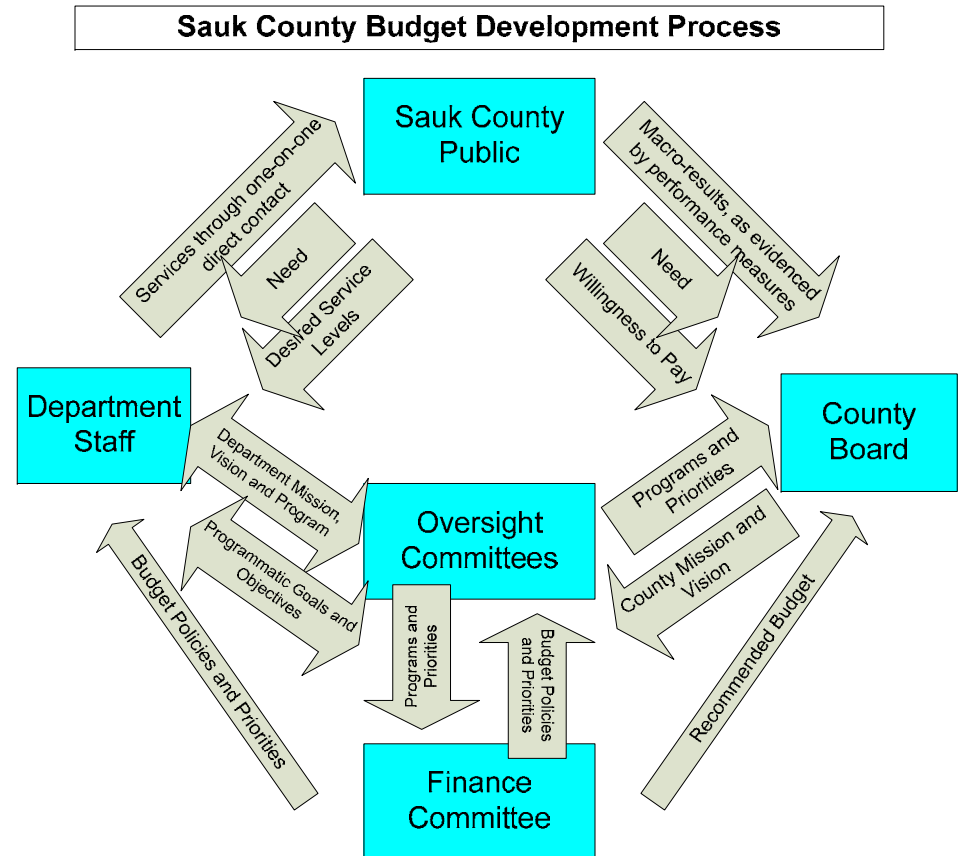 Sauk County Budget Development Process
Sauk County
Public
Services through one-on-one
direct contact
Need
Desired Service
Levels
Macro-results, as evidenced
by performance measures
Need
Willingness to Pay
Department
Staff
County
Board
Department Mission,
Vision and Program
Programmatic Goals and
Objectives
Oversight
Committees
Programs and
Priorities
County Mission and
Vision
Budget Policies and Priorities
Programs and
Priorities
Budget Policies
and Priorities
Recommended Budget
Finance
Committee